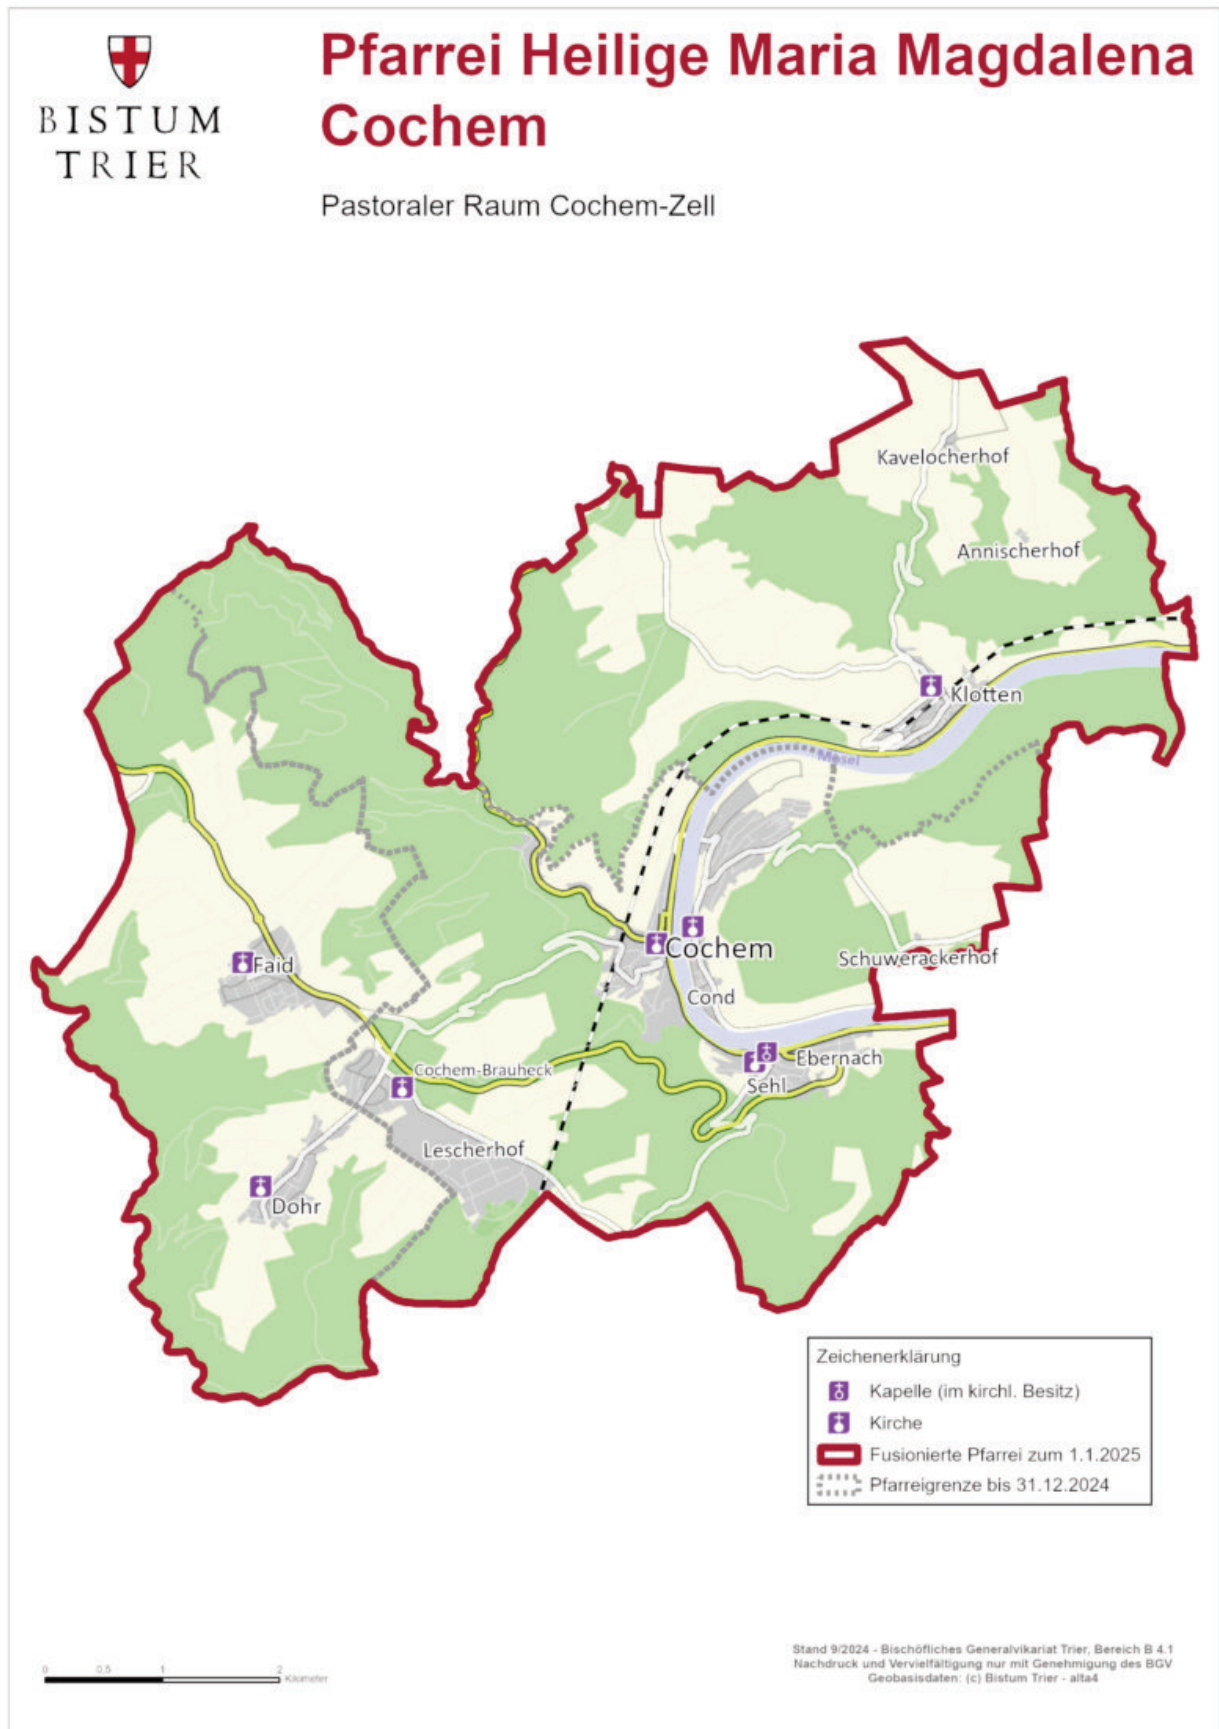 BISTUM
TRIER
Pfarrei Heilige Maria Magdalena
Cochem
Pastoraler Raum Cochem-Zell
Kavelocherhof
Annischerhof
Klotten
Mosel
Cochem
Schuwerackerhof
Faid
Cond
Ebernach
Cochem-Brauheck
Sehl
Lescherhof
Dohr
Zeichenerklärung
Kapelle (im kirchl. Besitz)
Kirche
Fusionierte Pfarrei zum 1.1.2025
Pfarreigrenze bis 31.12.2024
0 0,5 1 2
Kilometer
Stand 9/2024 - Bischöfliches Generalvikariat Trier, Bereich B 4.1
Nachdruck und Vervielfältigung nur mit Genehmigung des BGV
Geobasisdaten: (c) Bistum Trier - alta4